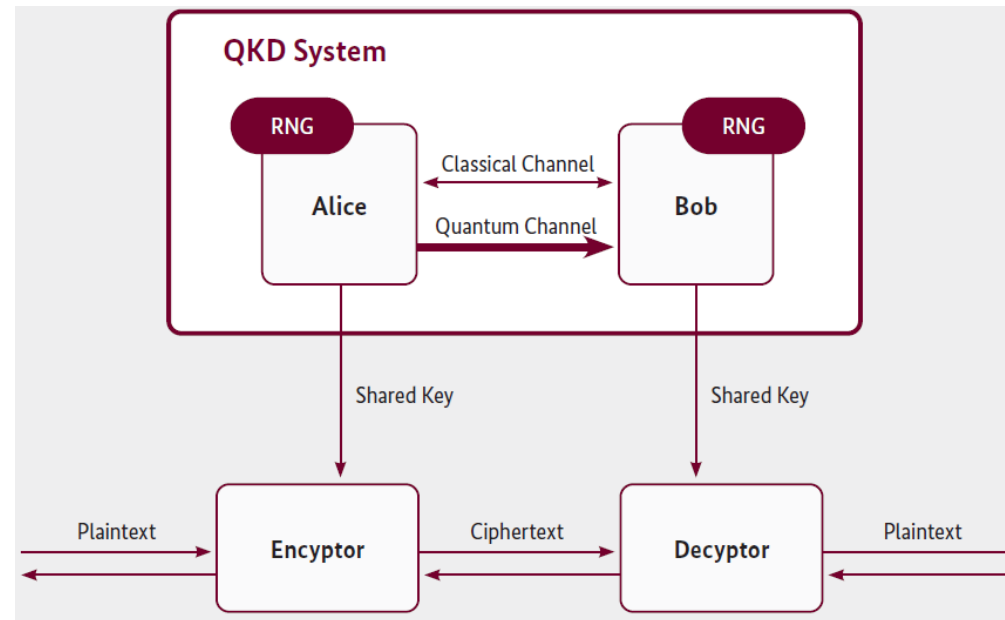 QKD System
RNG
RNG
Classical Channel
Alice
Bob
Quantum Channel
Shared Key
Shared Key
Plaintext
Ciphertext
Plaintext
Encyptor
Decyptor